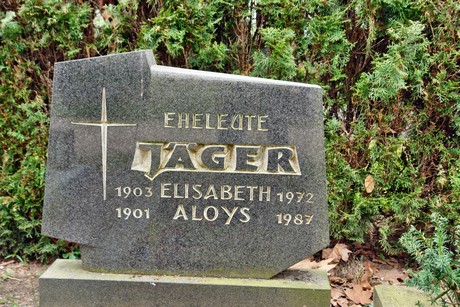 EHELEUTE
JÄGER
1903 ELISABETH 1972
1901 ALOYS 1987